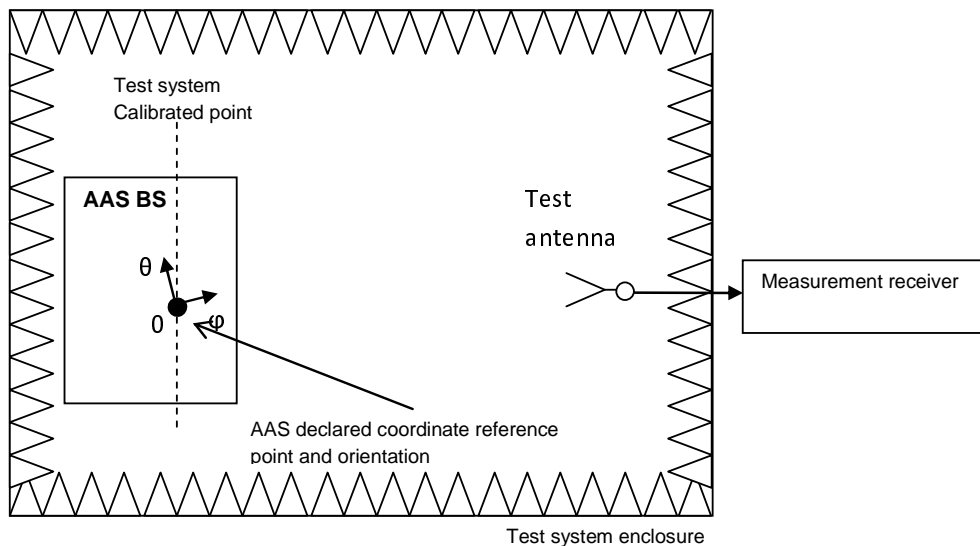 Test system
Calibrated point
AAS BS
θ
0
φ
Test
antenna
Measurement receiver
AAS declared coordinate reference
point and orientation
Test system enclosure